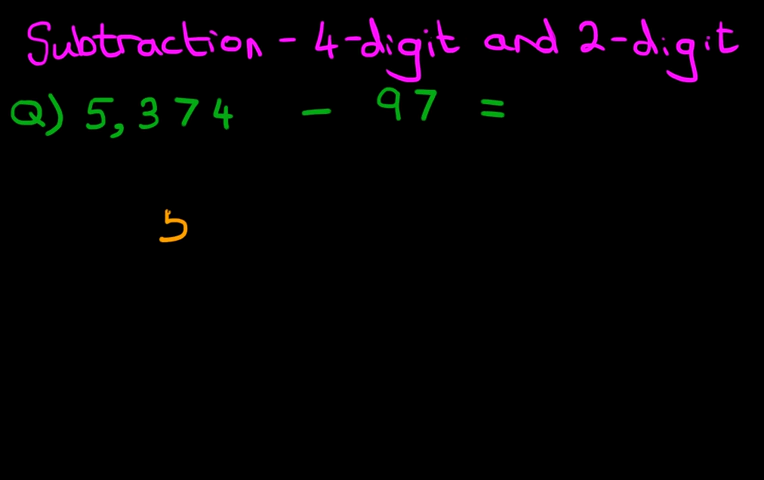 Subtraction - 4-digit and 2-digit
Q) 5,374 - 97 =
5